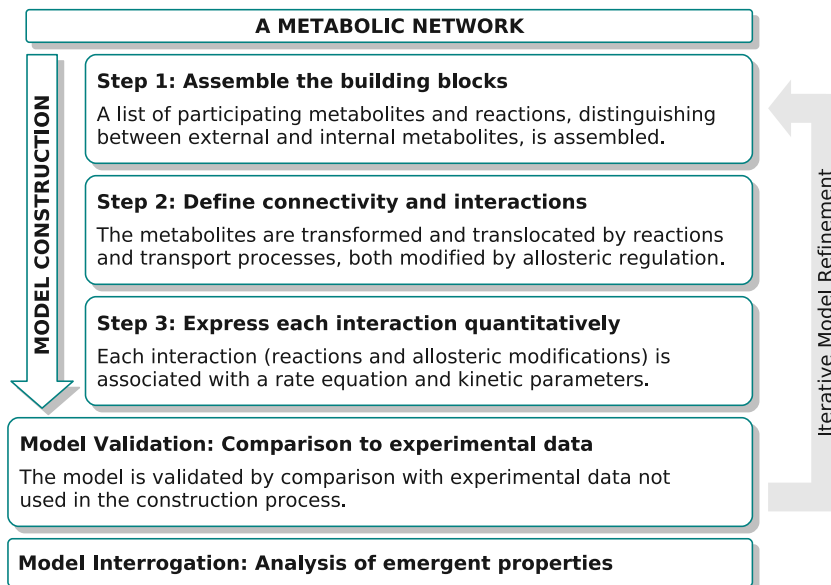 A METABOLIC NETWORK
MODEL CONSTRUCTION
Step 1: Assemble the building blocks
A list of participating metabolites and reactions, distinguishing
between external and internal metabolites, is assembled.
Step 2: Define connectivity and interactions
The metabolites are transformed and translocated by reactions
and transport processes, both modified by allosteric regulation.
Step 3: Express each interaction quantitatively
Each interaction (reactions and allosteric modifications) is
associated with a rate equation and kinetic parameters.
Model Validation: Comparison to experimental data
The model is validated by comparison with experimental data not
used in the construction process.
Model Interrogation: Analysis of emergent properties
Iterative Model Refinement